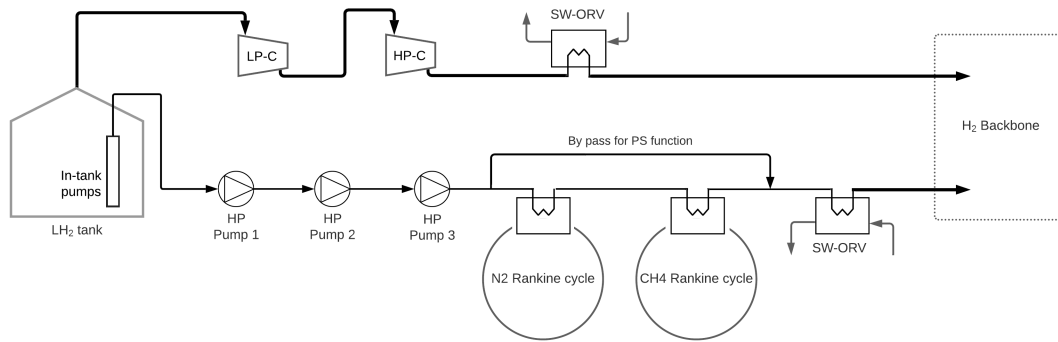 SW-ORV
LP-C
HP-C
H₂ Backbone
By pass for PS function
In-tank
pumps
LH₂ tank
HP
Pump 1
HP
Pump 2
HP
Pump 3
SW-ORV
N2 Rankine cycle
CH4 Rankine cycle